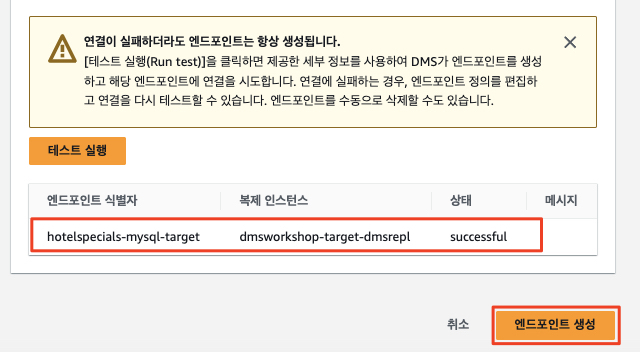 연결이 실패하더라도 엔드포인트는 항상 생성됩니다.
[테스트 실행(Run test)]을 클릭하면 제공한 세부 정보를 사용하여 DMS가 엔드포인트를 생성
하고 해당 엔드포인트에 연결을 시도합니다. 연결에 실패하는 경우, 엔드포인트 정의를 편집하
고 연결을 다시 테스트할 수 있습니다. 엔드포인트를 수동으로 삭제할 수도 있습니다.
테스트 실행
엔드포인트 식별자 복제 인스턴스 상태 메시지
hotelspecials-mysql-target dmsworkshop-target-dmsrepl successful
취소 엔드포인트 생성